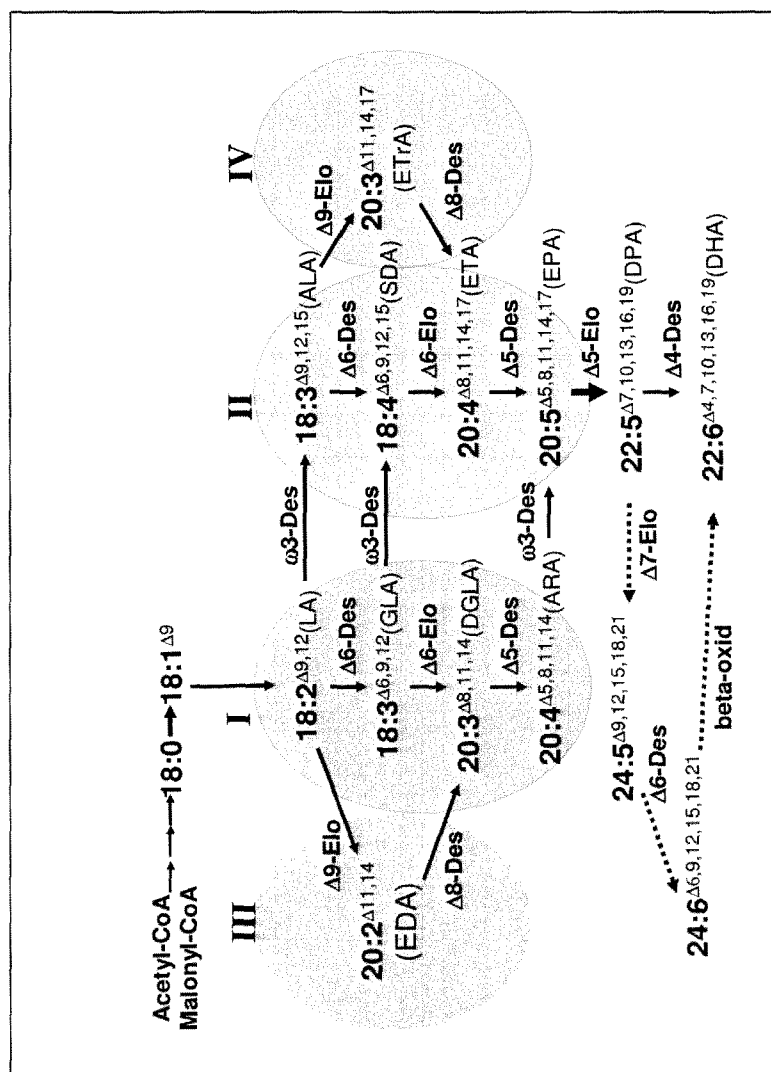 Acetyl-CoA
Malonyl-CoA
18:0
18:1Δ9
III
I
II
IV
18:2Δ9,12(LA)
ω3-Des
18:3Δ9,12,15(ALA)
Δ9-Elo
Δ6-Des
Δ6-Des
Δ9-Elo
20:2Δ11,14
(EDA)
18:3Δ6,9,12(GLA)
ω3-Des
18:4Δ6,9,12,15(SDA)
20:3Δ11,14,17
(ETrA)
Δ8-Des
Δ6-Elo
Δ6-Elo
Δ8-Des
20:3Δ8,11,14(DGLA)
20:4Δ8,11,14,17(ETA)
Δ5-Des
Δ5-Des
20:4Δ5,8,11,14(ARA)
ω3-Des
20:5Δ5,8,11,14,17(EPA)
Δ5-Elo
24:5Δ9,12,15,18,21
Δ7-Elo
22:5Δ7,10,13,16,19(DPA)
Δ6-Des
Δ4-Des
24:6Δ6,9,12,15,18,21
beta-oxid
22:6Δ4,7,10,13,16,19(DHA)